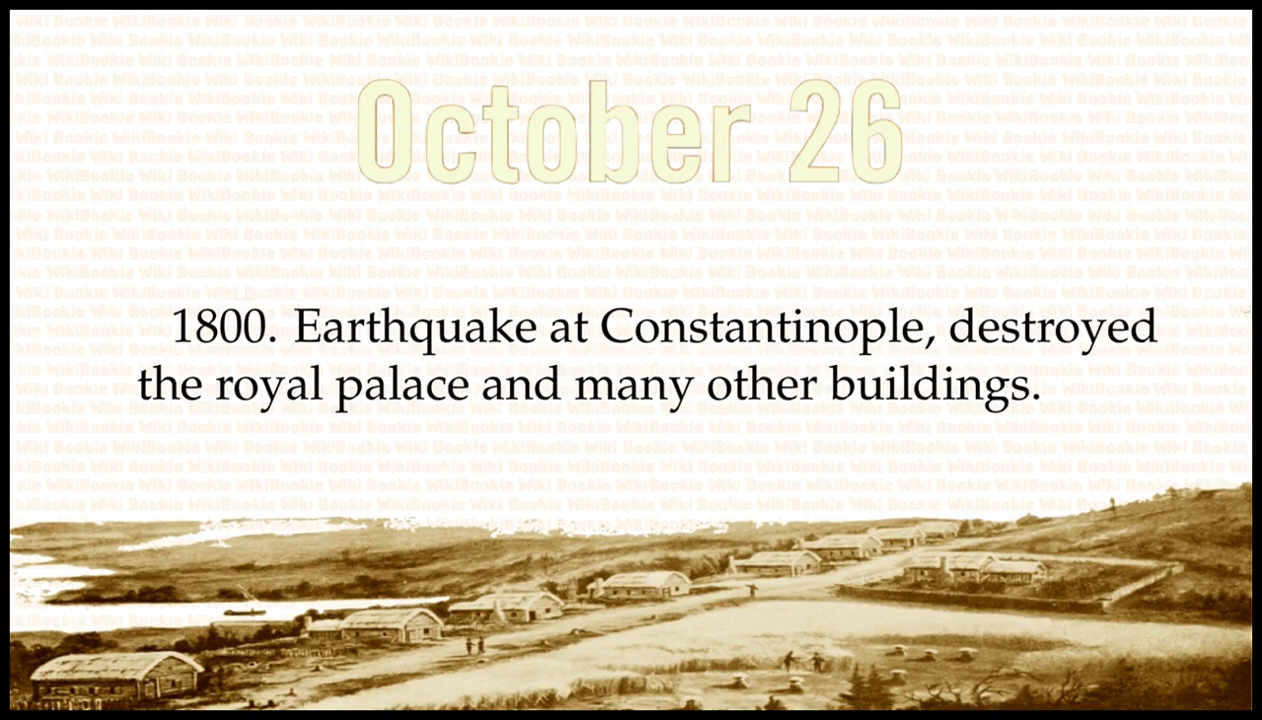 October 26
1800. Earthquake at Constantinople, destroyed
the royal palace and many other buildings.